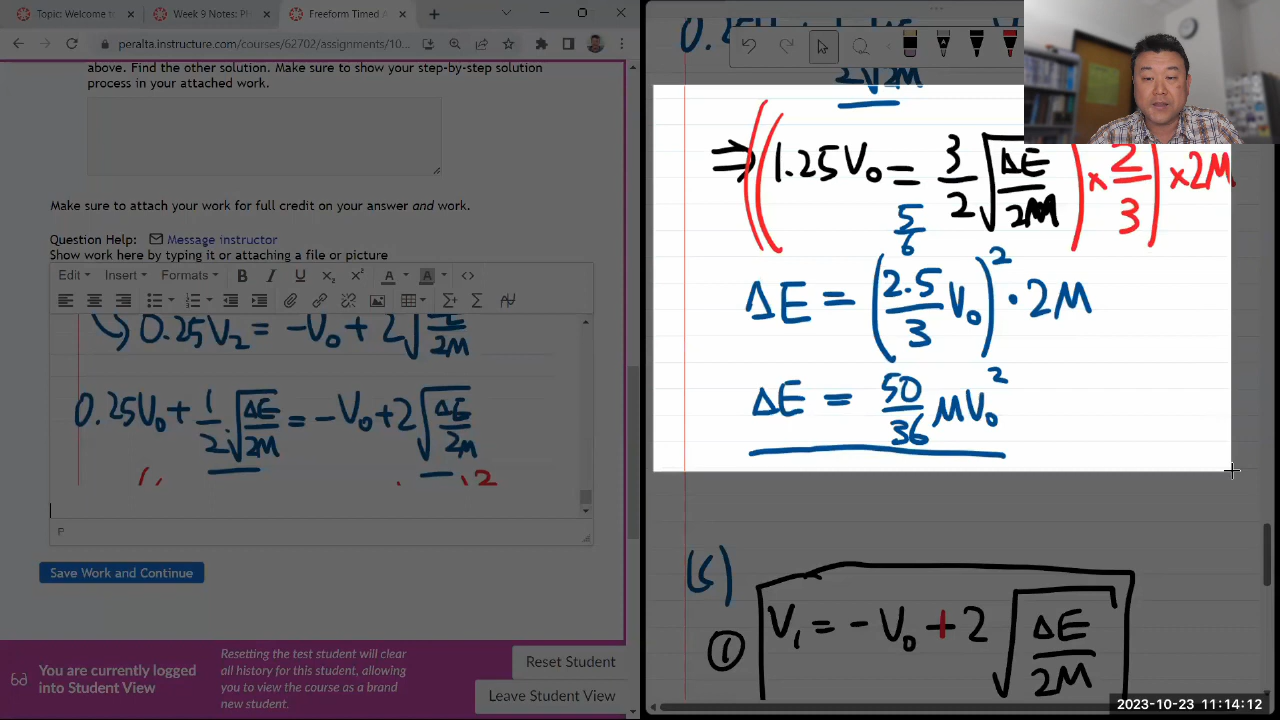 Topic: Welcome to
Week 9 Notes: Ph
Freeform Timed A
peralta.instructure.com/courses/62702/assignments/10...
above. Find the other solution. Make sure to show your step-by-step solution
process in your attached work.
Make sure to attach your work for full credit on your answer and work.
Question Help: Message instructor
Show work here by typing it or attaching a file or picture
Edit Insert Formats B I U x₂ x² A A <>
↳ 0.25V₂ = -V₀ + 2√
2M
0.25V₀ + 1/2 · √(ΔE/2M) = -V₀ + 2√(ΔE/2M)
P
Save Work and Continue
You are currently logged
into Student View
Resetting the test student will clear
all history for this student, allowing
you to view the course as a brand
new student.
Reset Student
Leave Student View
⇒ ((1.25V₀ = 3/2 √(ΔE/2M)) × 2/3) × 2M
5/6
ΔE = (2.5/3 V₀)² · 2M
ΔE = 50/36 MV₀²
(c)
① V₁ = -V₀ + 2 √(ΔE/2M)
2023-10-23 11:14:12